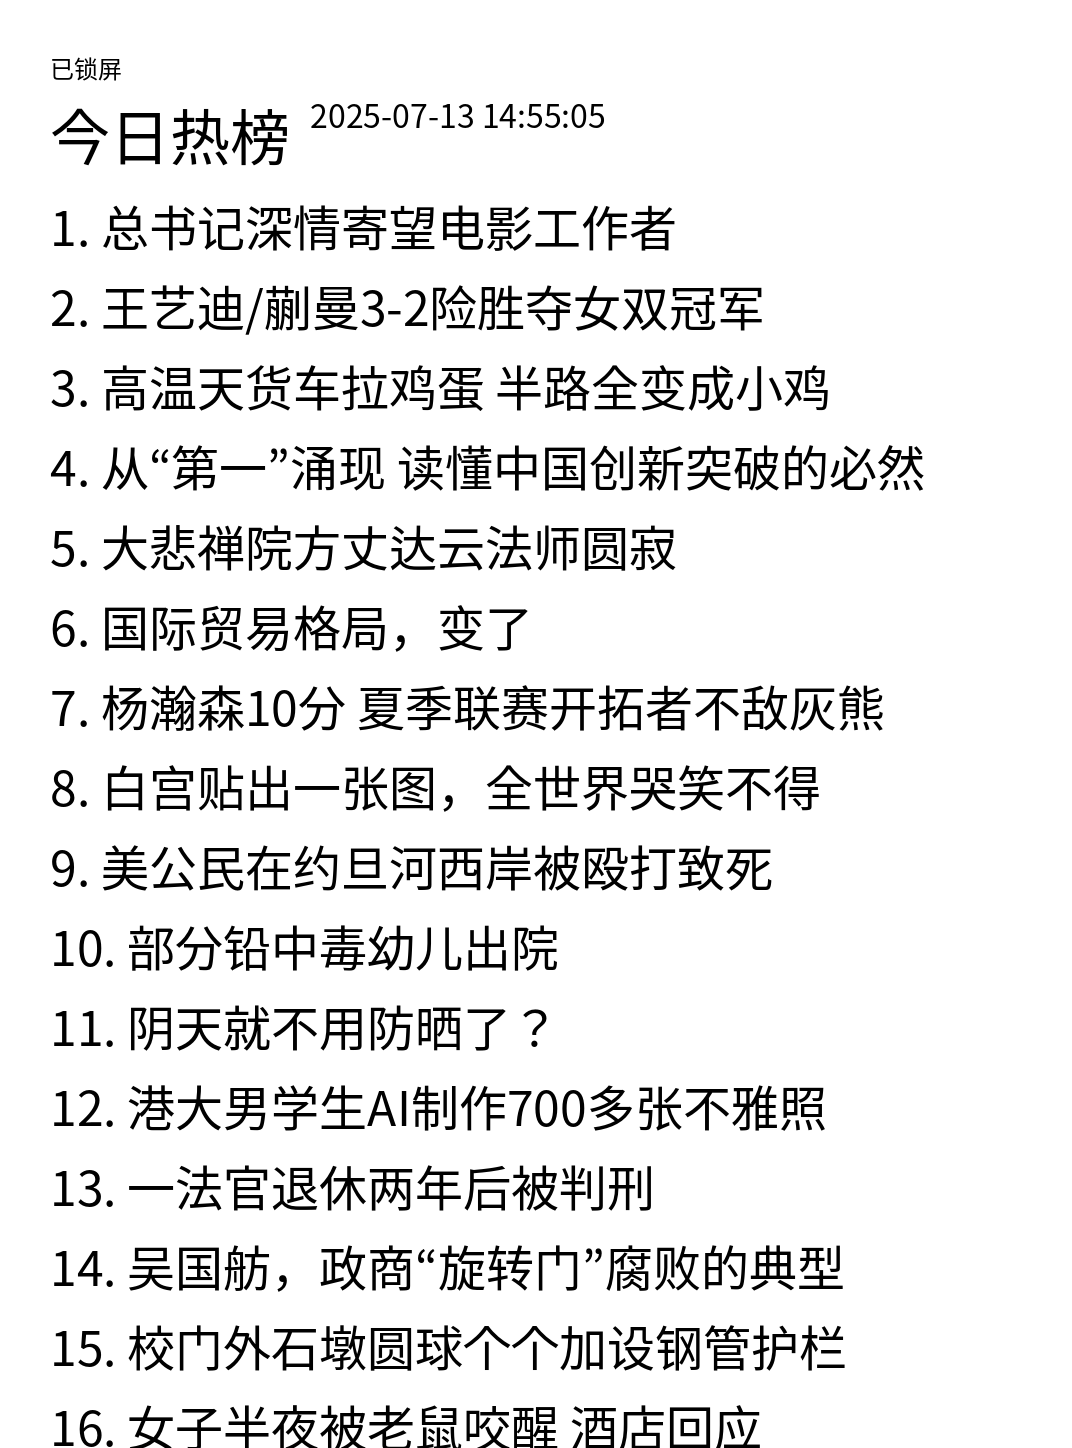 已锁屏
今日热榜 2025-07-13 14:55:05
1. 总书记深情寄望电影工作者
2. 王艺迪/蒯曼3-2险胜夺女双冠军
3. 高温天货车拉鸡蛋 半路全变成小鸡
4. 从“第一”涌现 读懂中国创新突破的必然
5. 大悲禅院方丈达云法师圆寂
6. 国际贸易格局，变了
7. 杨瀚森10分 夏季联赛开拓者不敌灰熊
8. 白宫贴出一张图，全世界哭笑不得
9. 美公民在约旦河西岸被殴打致死
10. 部分铅中毒幼儿出院
11. 阴天就不用防晒了？
12. 港大男学生AI制作700多张不雅照
13. 一法官退休两年后被判刑
14. 吴国舫，政商“旋转门”腐败的典型
15. 校门外石墩圆球个个加设钢管护栏
16. 女子半夜被老鼠咬醒 酒店回应